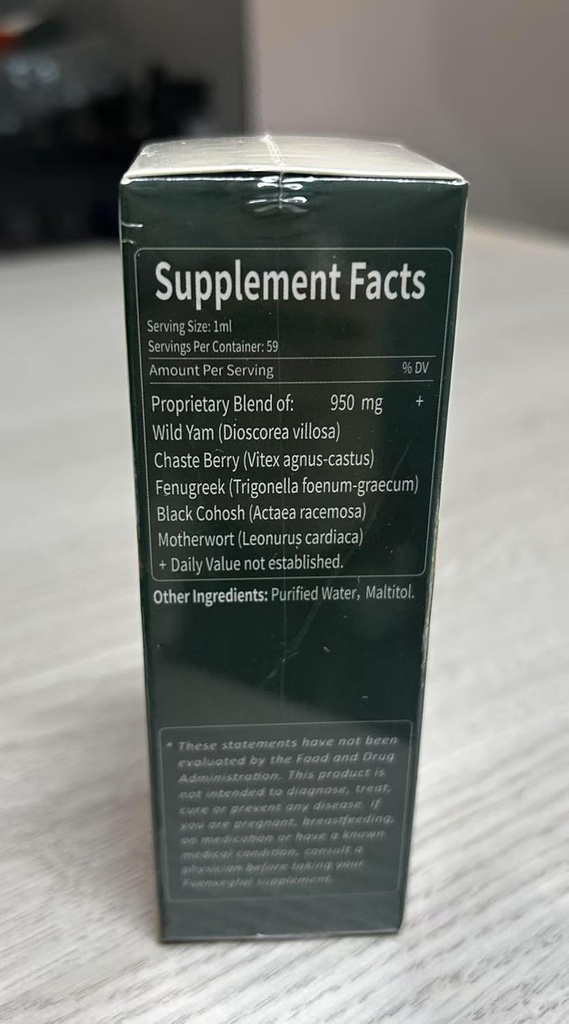 Supplement Facts
Serving Size: 1ml
Servings Per Container: 59
Amount Per Serving % DV
Proprietary Blend of: 950 mg +
Wild Yam (Dioscorea villosa)
Chaste Berry (Vitex agnus-castus)
Fenugreek (Trigonella foenum-graecum)
Black Cohosh (Actaea racemosa)
Motherwort (Leonurus cardiaca)
+ Daily Value not established.
Other Ingredients: Purified Water, Maltitol.
* These statements have not been
evaluated by the Food and Drug
Administration. This product is
not intended to diagnose, treat,
cure or prevent any disease. If
you are pregnant, breastfeeding,
on medication or have a known
medical condition, consult a
physician before taking your
supplement.